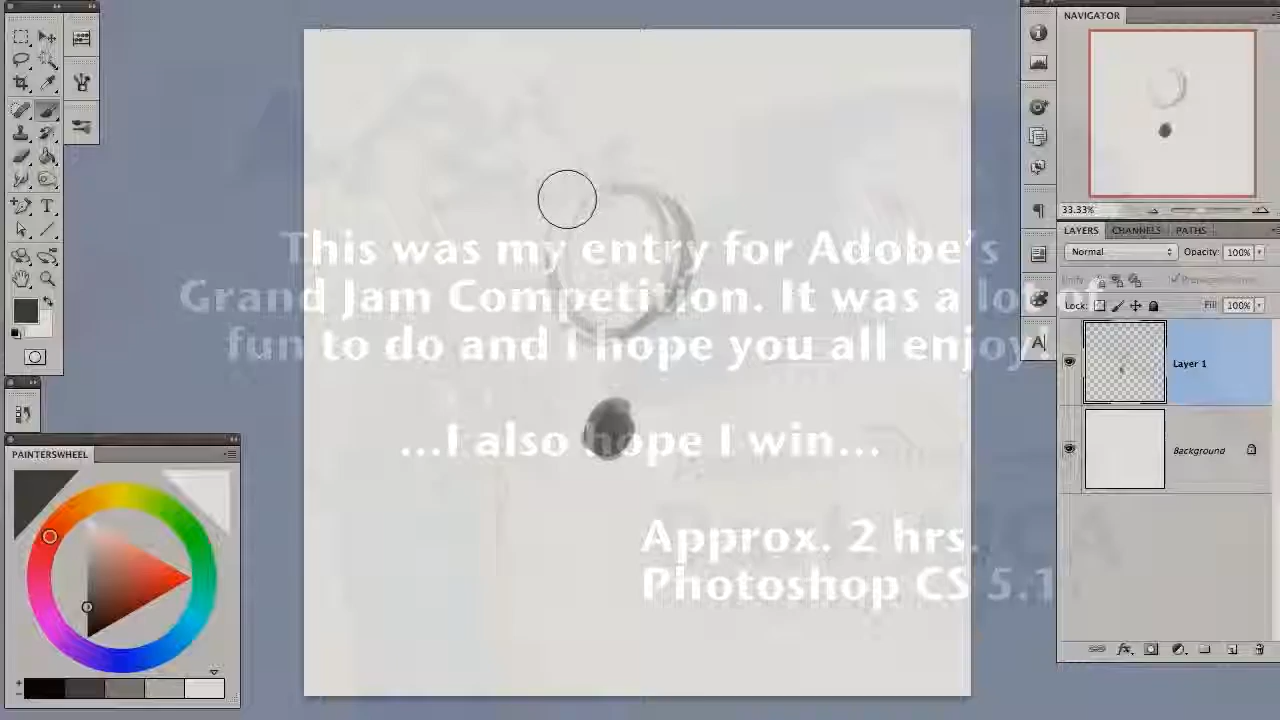 NAVIGATOR
33.33%
LAYERS CHANNELS PATHS
Normal Opacity: 100%
Lock: Fill: 100%
Layer 1
Background
This was my entry for Adobe's
Grand Jam Competition. It was a lot of
fun to do and I hope you all enjoy!
...I also hope I win...
Approx. 2 hrs.
Photoshop CS 5.1
PAINTERSWHEEL